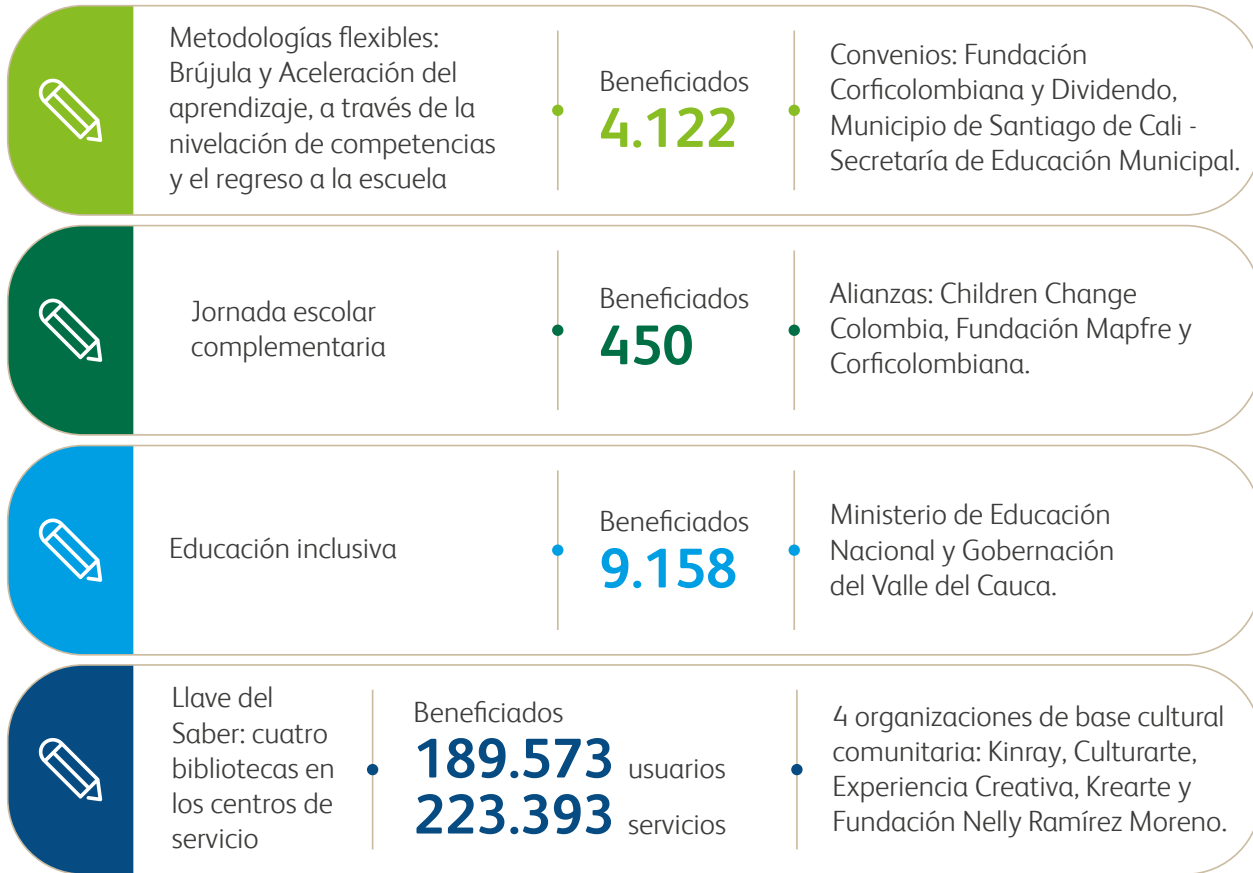 Metodologías flexibles:
Brújula y Aceleración del
aprendizaje, a través de la
nivelación de competencias
y el regreso a la escuela
Beneficiados
4.122
Convenios: Fundación
Corficolombiana y Dividendo,
Municipio de Santiago de Cali -
Secretaría de Educación Municipal.
Jornada escolar
complementaria
Beneficiados
450
Alianzas: Children Change
Colombia, Fundación Mapfre y
Corficolombiana.
Educación inclusiva
Beneficiados
9.158
Ministerio de Educación
Nacional y Gobernación
del Valle del Cauca.
Llave del
Saber: cuatro
bibliotecas en
los centros de
servicio
Beneficiados
189.573 usuarios
223.393 servicios
4 organizaciones de base cultural
comunitaria: Kinray, Culturarte,
Experiencia Creativa, Krearte y
Fundación Nelly Ramírez Moreno.